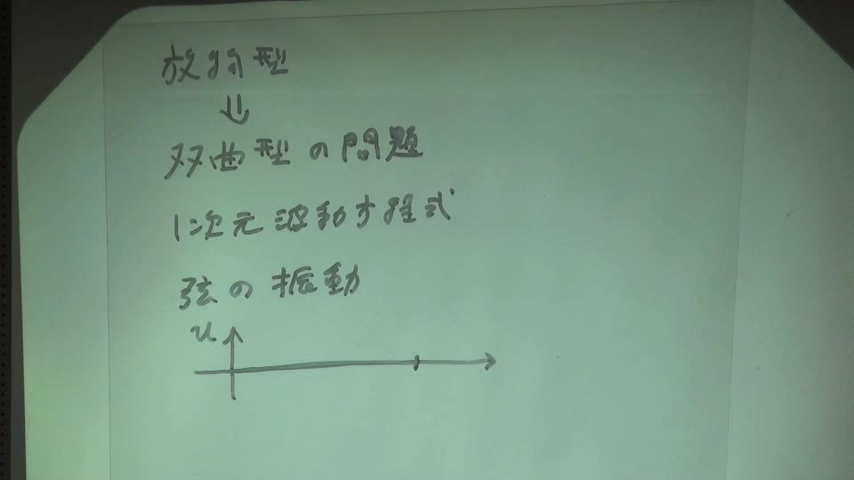 放物型
⇓
双曲型の問題
1次元波動方程式
弦の振動
u